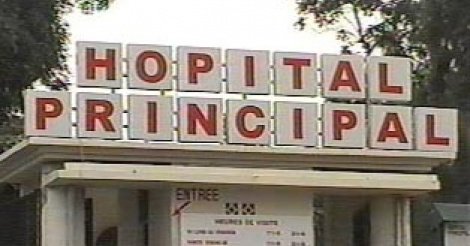 HOPITAL
PRINCIPAL
ENTREE
HEURES DE VISITE